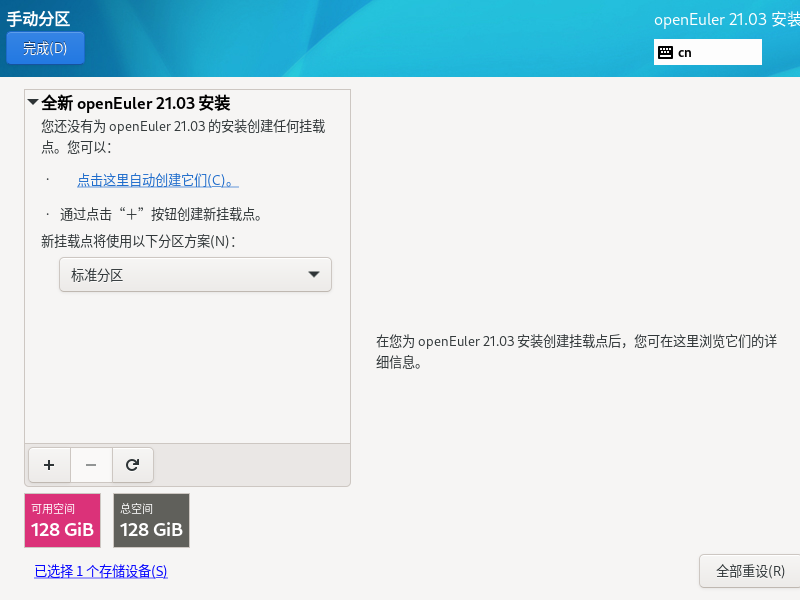 手动分区
openEuler 21.03 安装
完成(D)
cn
全新 openEuler 21.03 安装
您还没有为 openEuler 21.03 的安装创建任何挂载
点。您可以：
· 点击这里自动创建它们(C)。
· 通过点击“＋”按钮创建新挂载点。
新挂载点将使用以下分区方案(N)：
标准分区
在您为 openEuler 21.03 安装创建挂载点后，您可在这里浏览它们的详
细信息。
可用空间
128 GiB
总空间
128 GiB
已选择 1 个存储设备(S)
全部重设(R)